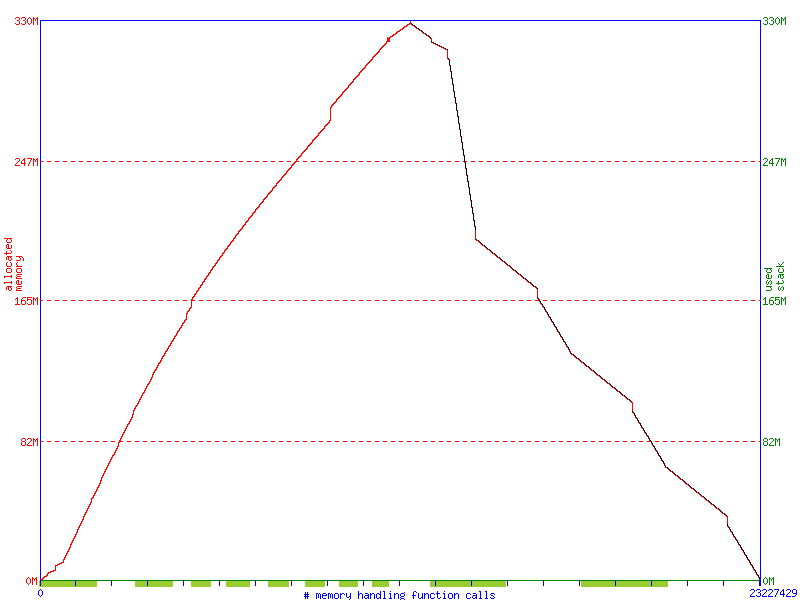 330M
330M
247M
247M
allocated
memory
used
stack
165M
165M
82M
82M
0M
0M
0
# memory handling function calls
23227429